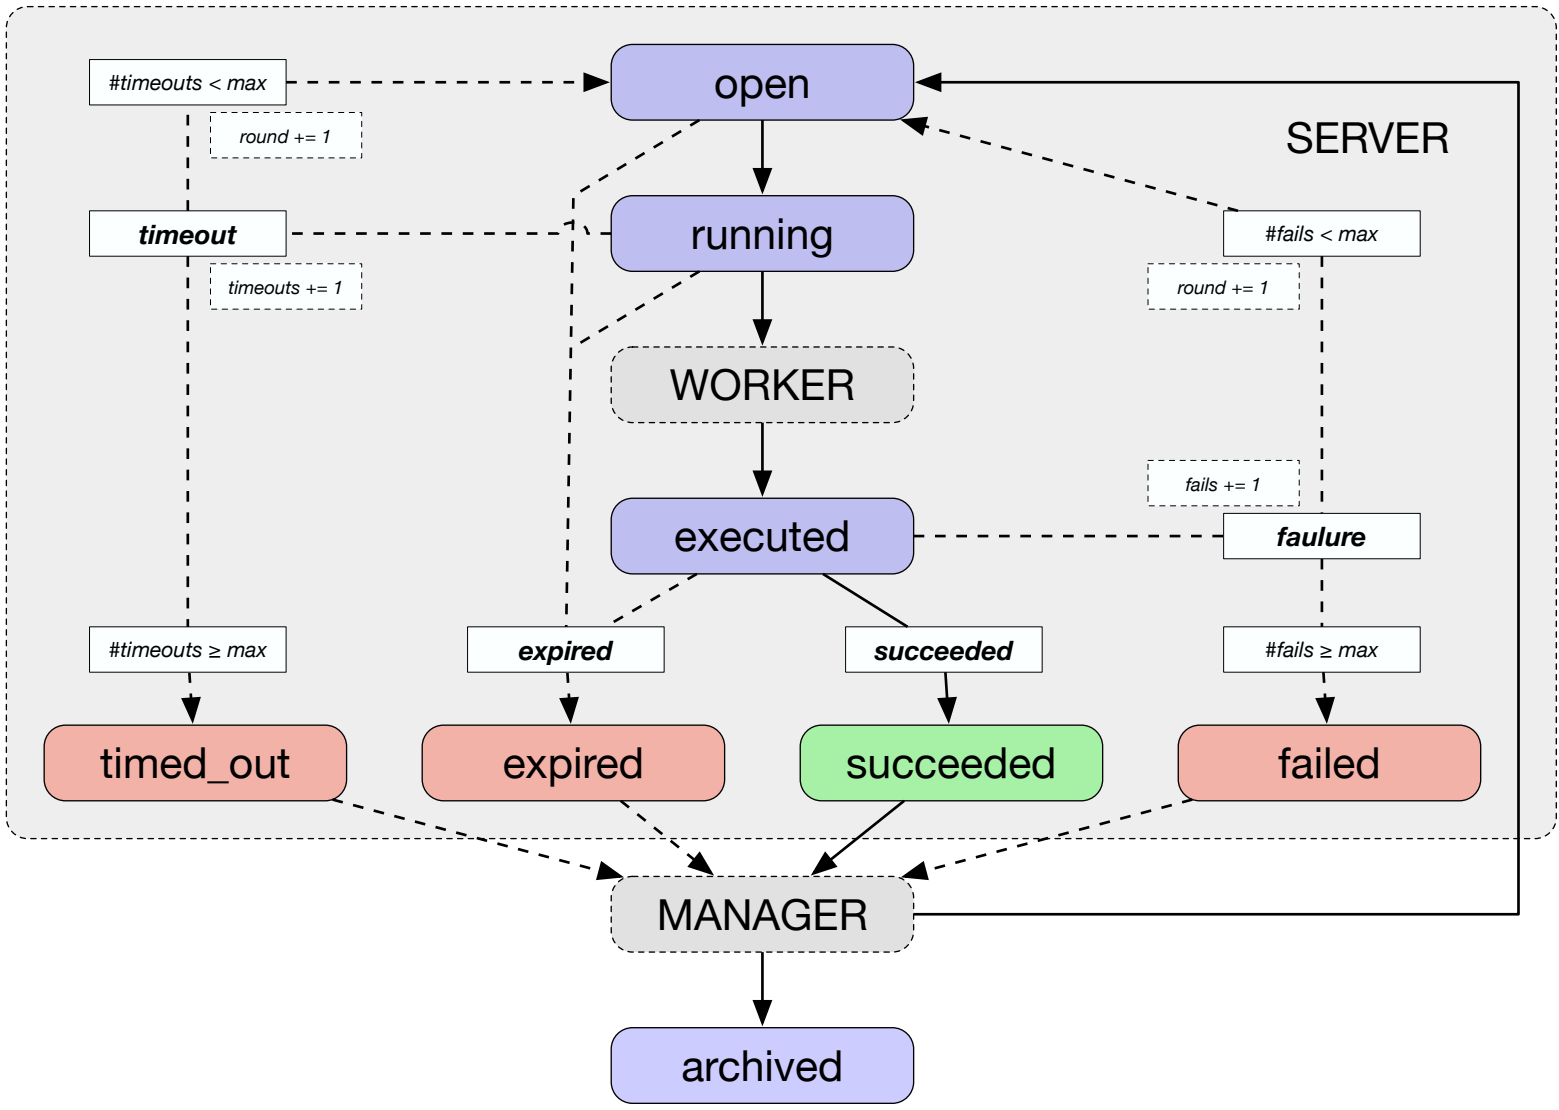 #timeouts < max
open
round += 1
SERVER
timeout
running
#fails < max
timeouts += 1
round += 1
WORKER
fails += 1
executed
faulure
#timeouts ≥ max
expired
succeeded
#fails ≥ max
timed_out
expired
succeeded
failed
MANAGER
archived